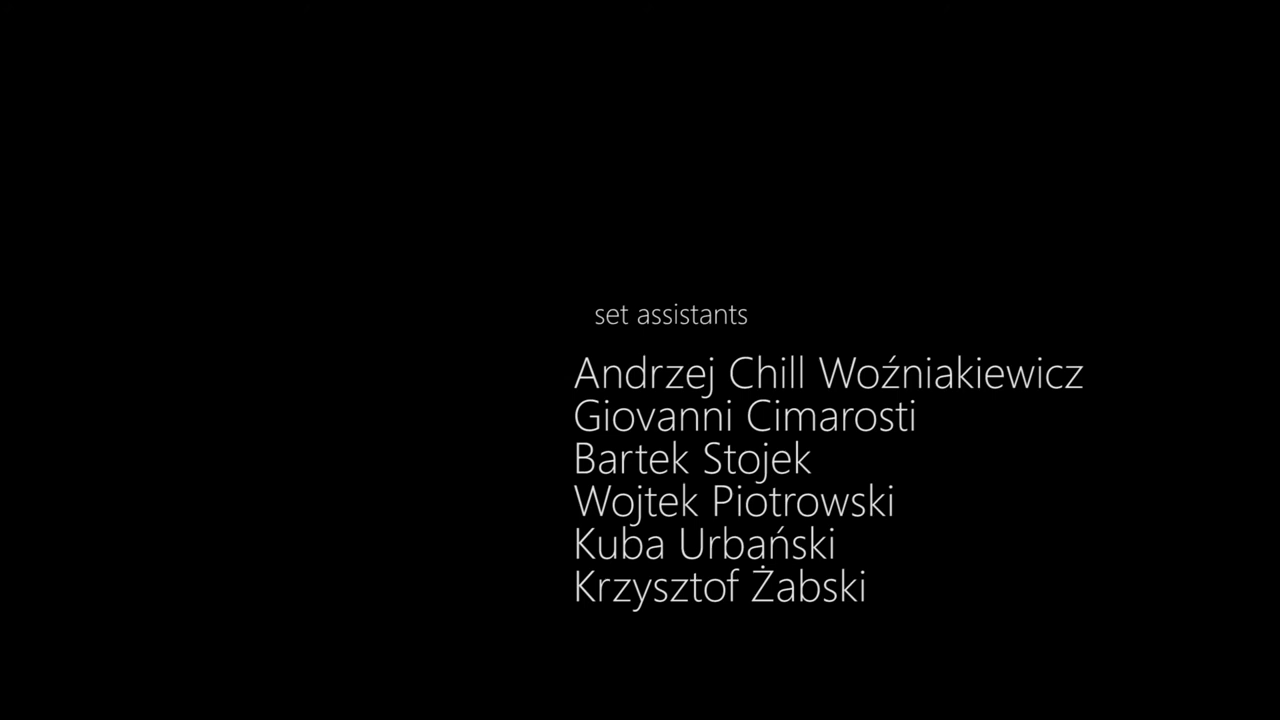 set assistants
Andrzej Chill Woźniakiewicz
Giovanni Cimarosti
Bartek Stojek
Wojtek Piotrowski
Kuba Urbański
Krzysztof Żabski